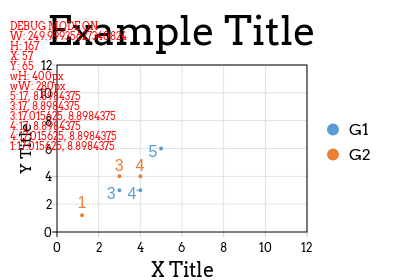 Example Title
DEBUG MODE ON
H: 167
X: 57
Y: 65
wH: 400px
wW: 280px
5:17, 8.8984375
3:17, 8.8984375
3:17.015625, 8.8984375
4:17, 8.8984375
4:17.015625, 8.8984375
1:17.015625, 8.8984375
12
10
8
6
4
2
0
Y Title
5
3 4
3 4
1
0 2 4 6 8 10 12
X Title
G1
G2